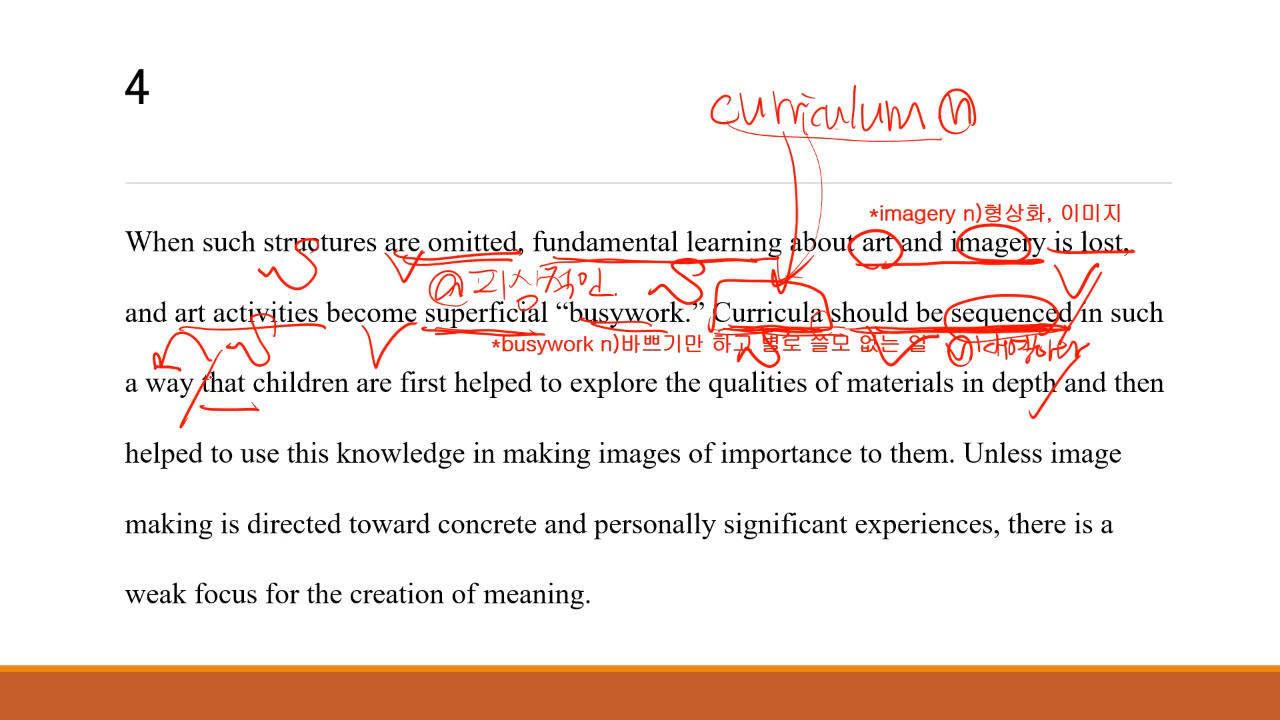 4
curriculum ⓝ
*imagery n)형상화, 이미지
When such structures are omitted, fundamental learning about art and imagery is lost,
ⓐ피상적인
and art activities become superficial “busywork.” Curricula should be sequenced in such
*busywork n)바쁘기만 하고 별로 쓸모 없는 일
a way that children are first helped to explore the qualities of materials in depth and then
helped to use this knowledge in making images of importance to them. Unless image
making is directed toward concrete and personally significant experiences, there is a
weak focus for the creation of meaning.